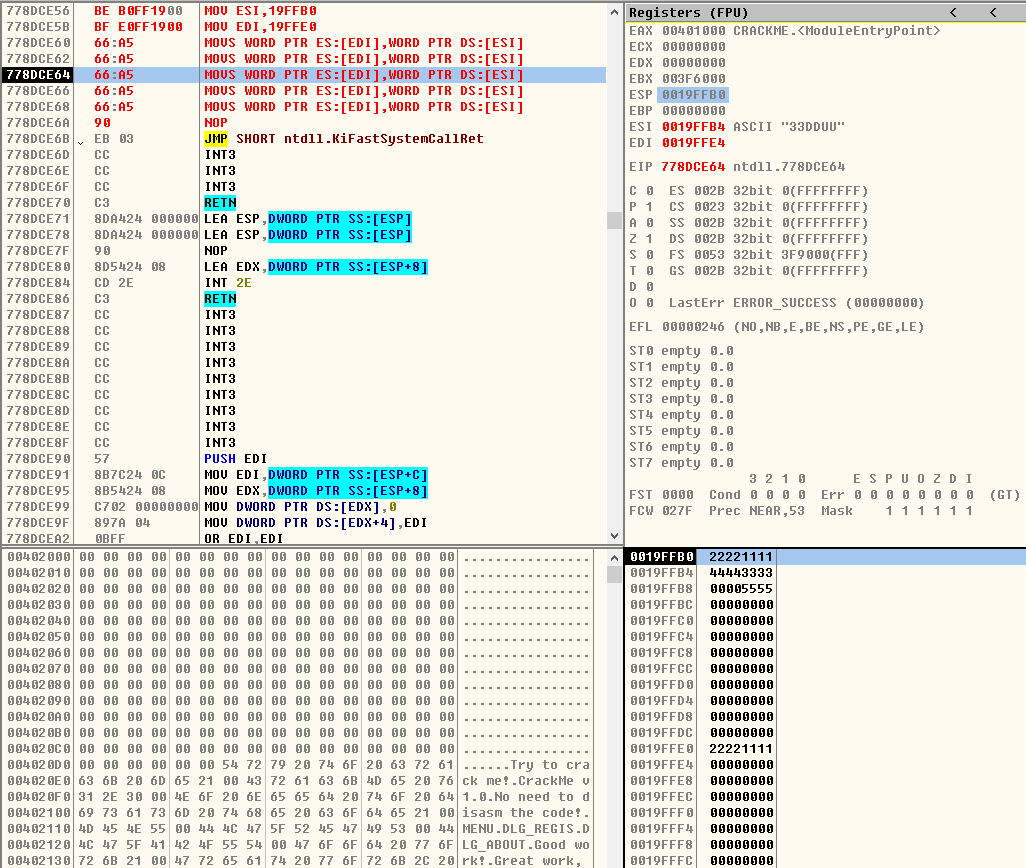 778DCE56 BE B0FF1900 MOV ESI,19FFB0
778DCE5B BF E0FF1900 MOV EDI,19FFE0
778DCE60 66:A5 MOVS WORD PTR ES:[EDI],WORD PTR DS:[ESI]
778DCE62 66:A5 MOVS WORD PTR ES:[EDI],WORD PTR DS:[ESI]
778DCE64 66:A5 MOVS WORD PTR ES:[EDI],WORD PTR DS:[ESI]
778DCE66 66:A5 MOVS WORD PTR ES:[EDI],WORD PTR DS:[ESI]
778DCE68 66:A5 MOVS WORD PTR ES:[EDI],WORD PTR DS:[ESI]
778DCE6A 90 NOP
778DCE6B EB 03 JMP SHORT ntdll.KiFastSystemCallRet
778DCE6D CC INT3
778DCE6E CC INT3
778DCE6F CC INT3
778DCE70 C3 RETN
778DCE71 8DA424 000000 LEA ESP,DWORD PTR SS:[ESP]
778DCE78 8DA424 000000 LEA ESP,DWORD PTR SS:[ESP]
778DCE7F 90 NOP
778DCE80 8D5424 08 LEA EDX,DWORD PTR SS:[ESP+8]
778DCE84 CD 2E INT 2E
778DCE86 C3 RETN
778DCE87 CC INT3
778DCE88 CC INT3
778DCE89 CC INT3
778DCE8A CC INT3
778DCE8B CC INT3
778DCE8C CC INT3
778DCE8D CC INT3
778DCE8E CC INT3
778DCE8F CC INT3
778DCE90 57 PUSH EDI
778DCE91 8B7C24 0C MOV EDI,DWORD PTR SS:[ESP+C]
778DCE95 8B5424 08 MOV EDX,DWORD PTR SS:[ESP+8]
778DCE99 C702 00000000 MOV DWORD PTR DS:[EDX],0
778DCE9F 897A 04 MOV DWORD PTR DS:[EDX+4],EDI
778DCEA2 0BFF OR EDI,EDI
Registers (FPU) < <
EAX 00401000 CRACKME.<ModuleEntryPoint>
ECX 00000000
EDX 00000000
EBX 003F6000
ESP 0019FFB0
EBP 00000000
ESI 0019FFB4 ASCII "33DDUU"
EDI 0019FFE4
EIP 778DCE64 ntdll.778DCE64
C 0 ES 002B 32bit 0(FFFFFFFF)
P 1 CS 0023 32bit 0(FFFFFFFF)
A 0 SS 002B 32bit 0(FFFFFFFF)
Z 1 DS 002B 32bit 0(FFFFFFFF)
S 0 FS 0053 32bit 3F9000(FFF)
T 0 GS 002B 32bit 0(FFFFFFFF)
D 0
O 0 LastErr ERROR_SUCCESS (00000000)
EFL 00000246 (NO,NB,E,BE,NS,PE,GE,LE)
ST0 empty 0.0
ST1 empty 0.0
ST2 empty 0.0
ST3 empty 0.0
ST4 empty 0.0
ST5 empty 0.0
ST6 empty 0.0
ST7 empty 0.0
3 2 1 0 E S P U O Z D I
FST 0000 Cond 0 0 0 0 Err 0 0 0 0 0 0 0 0 (GT)
FCW 027F Prec NEAR,53 Mask 1 1 1 1 1 1
00402000 00 00 00 00 00 00 00 00 00 00 00 00 00 00 00 00 ................
00402010 00 00 00 00 00 00 00 00 00 00 00 00 00 00 00 00 ................
00402020 00 00 00 00 00 00 00 00 00 00 00 00 00 00 00 00 ................
00402030 00 00 00 00 00 00 00 00 00 00 00 00 00 00 00 00 ................
00402040 00 00 00 00 00 00 00 00 00 00 00 00 00 00 00 00 ................
00402050 00 00 00 00 00 00 00 00 00 00 00 00 00 00 00 00 ................
00402060 00 00 00 00 00 00 00 00 00 00 00 00 00 00 00 00 ................
00402070 00 00 00 00 00 00 00 00 00 00 00 00 00 00 00 00 ................
00402080 00 00 00 00 00 00 00 00 00 00 00 00 00 00 00 00 ................
00402090 00 00 00 00 00 00 00 00 00 00 00 00 00 00 00 00 ................
004020A0 00 00 00 00 00 00 00 00 00 00 00 00 00 00 00 00 ................
004020B0 00 00 00 00 00 00 00 00 00 00 00 00 00 00 00 00 ................
004020C0 00 00 00 00 00 00 00 00 00 00 00 00 00 00 00 00 ................
004020D0 00 00 00 00 00 00 54 72 79 20 74 6F 20 63 72 61 ......Try to cra
004020E0 63 6B 20 6D 65 21 00 43 72 61 63 6B 4D 65 20 76 ck me!.CrackMe v
004020F0 31 2E 30 00 4E 6F 20 6E 65 65 64 20 74 6F 20 64 1.0.No need to d
00402100 69 73 61 73 6D 20 74 68 65 20 63 6F 64 65 21 00 isasm the code!.
00402110 4D 45 4E 55 00 44 4C 47 5F 52 45 47 49 53 00 44 MENU.DLG_REGIS.D
00402120 4C 47 5F 41 42 4F 55 54 00 47 6F 6F 64 20 77 6F LG_ABOUT.Good wo
00402130 72 6B 21 00 47 72 65 61 74 20 77 6F 72 6B 2C 20 rk!.Great work,
0019FFB0 22221111
0019FFB4 44443333
0019FFB8 00005555
0019FFBC 00000000
0019FFC0 00000000
0019FFC4 00000000
0019FFC8 00000000
0019FFCC 00000000
0019FFD0 00000000
0019FFD4 00000000
0019FFD8 00000000
0019FFDC 00000000
0019FFE0 22221111
0019FFE4 00000000
0019FFE8 00000000
0019FFEC 00000000
0019FFF0 00000000
0019FFF4 00000000
0019FFF8 00000000
0019FFFC 00000000